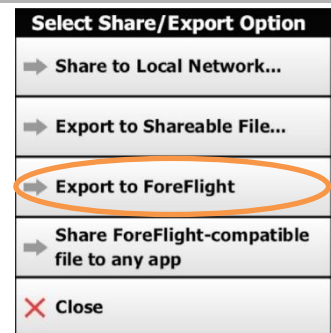 Select Share/Export Option
Share to Local Network...
Export to Shareable File...
Export to ForeFlight
Share ForeFlight-compatible
file to any app
Close